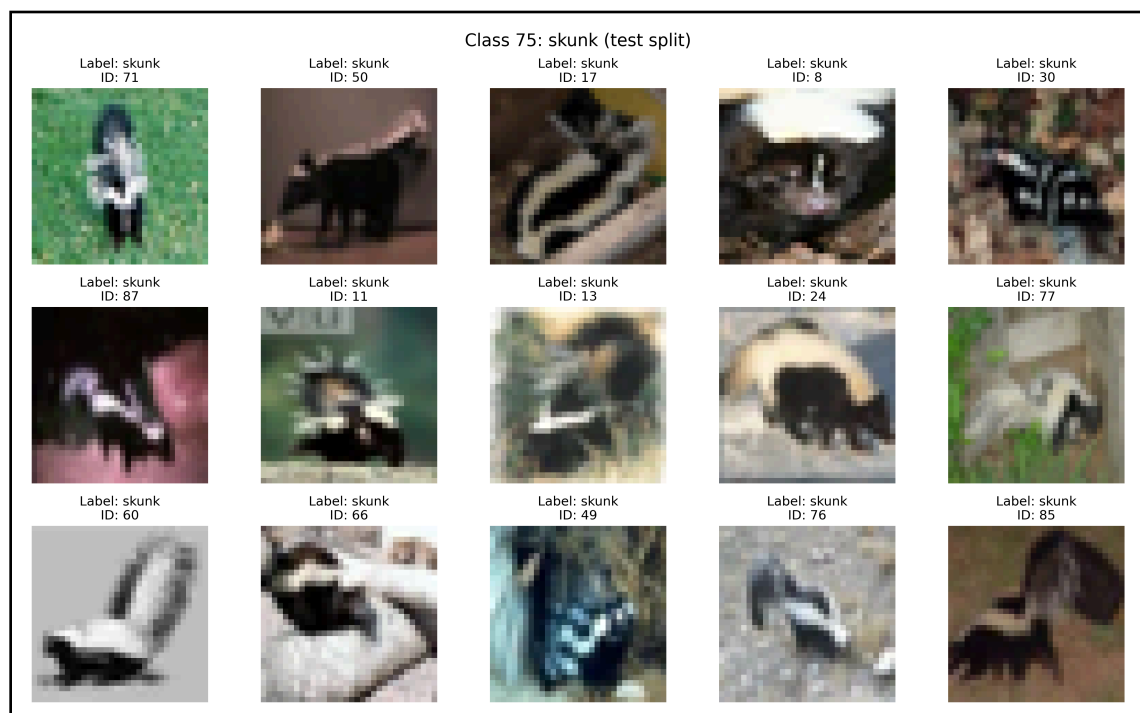 Class 75: skunk (test split)
Label: skunk
ID: 71
Label: skunk
ID: 50
Label: skunk
ID: 17
Label: skunk
ID: 8
Label: skunk
ID: 30
Label: skunk
ID: 87
Label: skunk
ID: 11
Label: skunk
ID: 13
Label: skunk
ID: 24
Label: skunk
ID: 77
Label: skunk
ID: 60
Label: skunk
ID: 66
Label: skunk
ID: 49
Label: skunk
ID: 76
Label: skunk
ID: 85